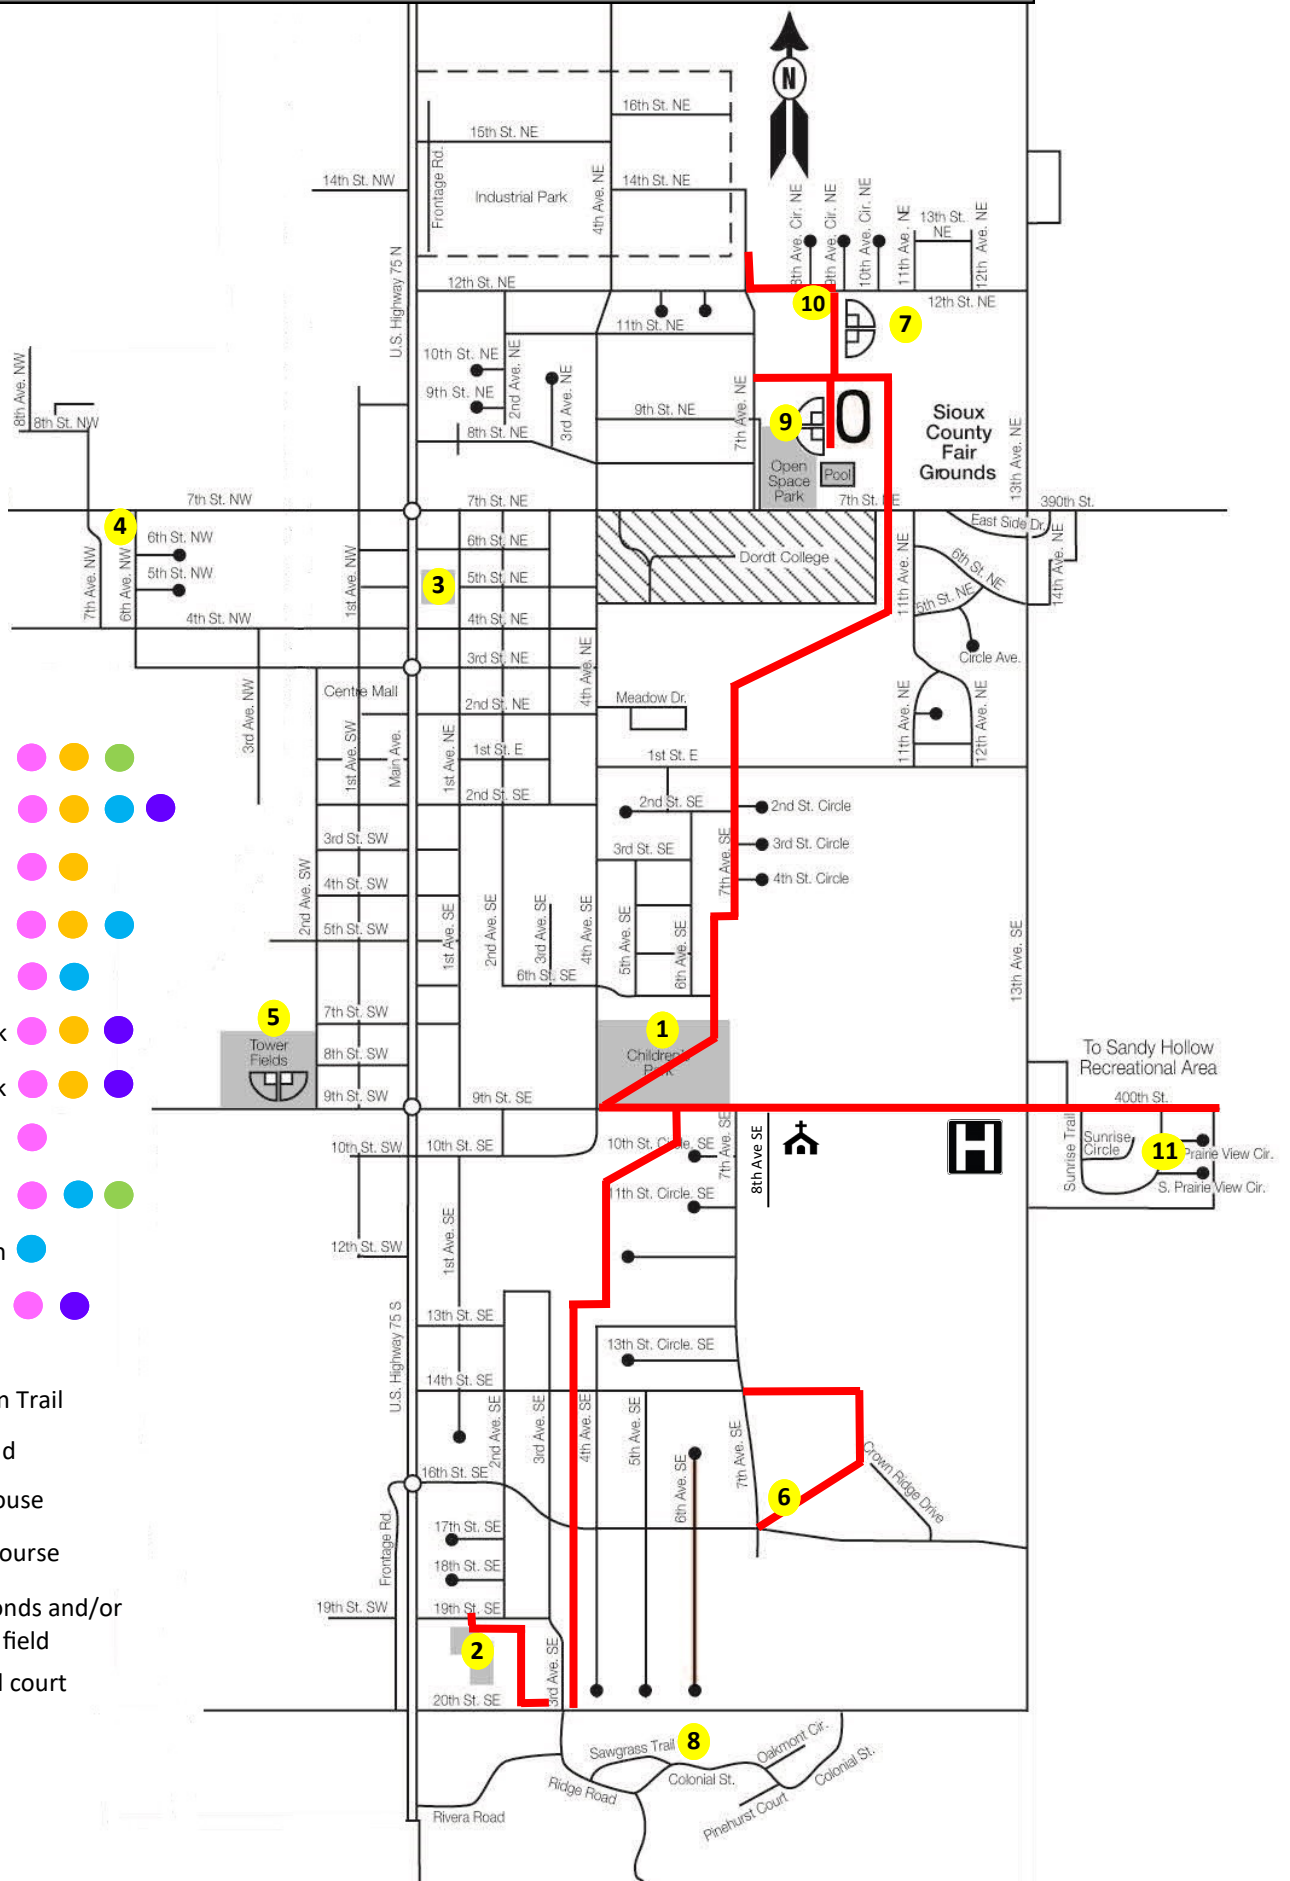 N
16th St. NE
15th St. NE
Frontage Rd.
Industrial Park
4th Ave. NE
14th St. NW
14th St. NE
8th Ave. Cir. NE
9th Ave. Cir. NE
10th Ave. Cir. NE
11th Ave. NE
13th St.
NE
12th Ave. NE
U.S. Highway 75 N
12th St. NE
10
12th St. NE
7
11th St. NE
10th St. NE
2nd Ave. NE
9th St. NE
3rd Ave. NE
8th St. NE
9th St. NE
7th Ave. NE
9
Open
Space
Park
Pool
Sioux
County
Fair
Grounds
13th Ave. NE
8th Ave. NW
8th St. NW
7th St. NW
7th St. NE
7th St. NE
390th St.
4
6th St. NW
5th St. NW
7th Ave. NW
6th Ave. NW
4th St. NW
1st Ave. NW
3
6th St. NE
5th St. NE
4th St. NE
3rd St. NE
Dordt College
East Side Dr.
6th St. NE
5th St. NE
11th Ave. NE
14th Ave. NE
Circle Ave.
11th Ave. NE
12th Ave. NE
3rd Ave. NW
Centre Mall
4th Ave. NE
Meadow Dr.
2nd St. NE
1st Ave. SW
Main Ave.
1st Ave. NE
1st St. E
1st St. E
2nd St. SE
2nd St. SE
2nd St. Circle
3rd St. SW
3rd St. SE
7th Ave. SE
3rd St. Circle
4th St. SW
4th St. Circle
2nd Ave. SW
5th St. SW
1st Ave. SE
2nd Ave. SE
3rd Ave. SE
4th Ave. SE
5th Ave. SE
6th Ave. SE
6th St. SE
13th Ave. SE
5
Tower
Fields
7th St. SW
8th St. SW
9th St. SW
9th St. SE
1
Children's
Park
To Sandy Hollow
Recreational Area
400th St.
10th St. SW
10th St. SE
10th St. Circle. SE
7th Ave. SE
8th Ave SE
H
Sunrise Trail
Sunrise
Circle
11
Prairie View Cir.
S. Prairie View Cir.
11th St. Circle. SE
12th St. SW
1st Ave. SE
U.S. Highway 75 S
13th St. SE
13th St. Circle. SE
14th St. SE
2nd Ave. SE
3rd Ave. SE
4th Ave. SE
5th Ave. SE
6th Ave. SE
7th Ave. SE
16th St. SE
6
Crown Ridge Drive
Frontage Rd.
17th St. SE
18th St. SE
19th St. SW
19th St. SE
2
3rd Ave. SE
20th St. SE
8
Sawgrass Trail
Oakmont Cir.
Colonial St.
Colonial St.
Ridge Road
Pinehurst Court
Rivera Road
k
k
n
n Trail
d
ouse
ourse
onds and/or
field
l court